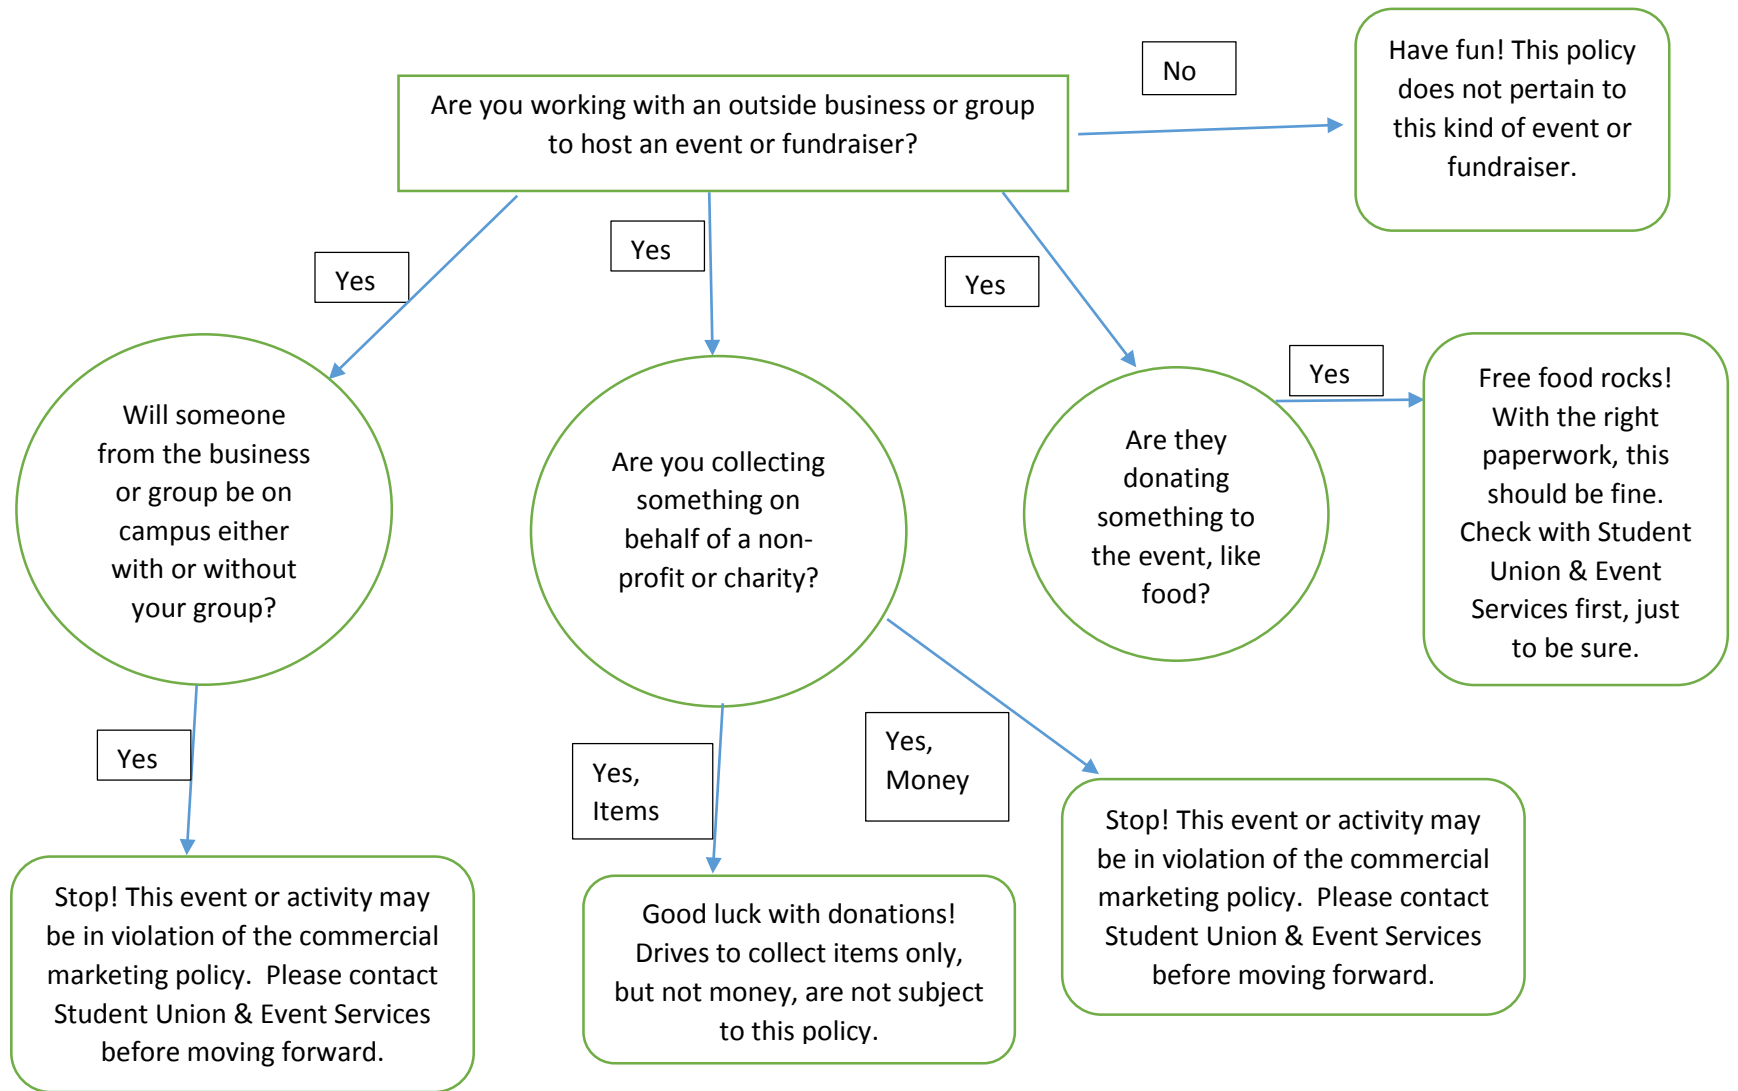 Are you working with an outside business or group
to host an event or fundraiser?
No
Have fun! This policy
does not pertain to
this kind of event or
fundraiser.
Yes
Yes
Yes
Will someone
from the business
or group be on
campus either
with or without
your group?
Are you collecting
something on
behalf of a non-
profit or charity?
Are they
donating
something to
the event, like
food?
Yes
Free food rocks!
With the right
paperwork, this
should be fine.
Check with Student
Union & Event
Services first, just
to be sure.
Yes
Yes,
Items
Yes,
Money
Stop! This event or activity may
be in violation of the commercial
marketing policy.  Please contact
Student Union & Event Services
before moving forward.
Good luck with donations!
Drives to collect items only,
but not money, are not subject
to this policy.
Stop! This event or activity may
be in violation of the commercial
marketing policy.  Please contact
Student Union & Event Services
before moving forward.